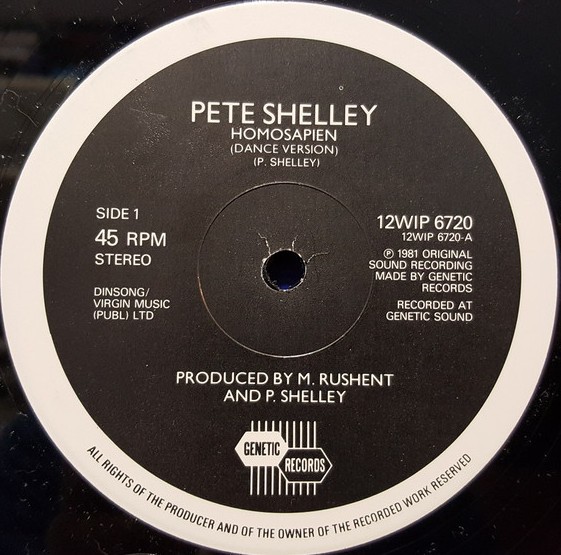 PETE SHELLEY
HOMOSAPIEN
(DANCE VERSION)
(P. SHELLEY)
SIDE 1
45 RPM
STEREO
DINSONG/
VIRGIN MUSIC
(PUBL) LTD
12WIP 6720
12WIP 6720-A
℗ 1981 ORIGINAL
SOUND RECORDING
MADE BY GENETIC
RECORDS
RECORDED AT
GENETIC SOUND
PRODUCED BY M. RUSHENT
AND P. SHELLEY
GENETIC
RECORDS
ALL RIGHTS OF THE PRODUCER AND OF THE OWNER OF THE RECORDED WORK RESERVED